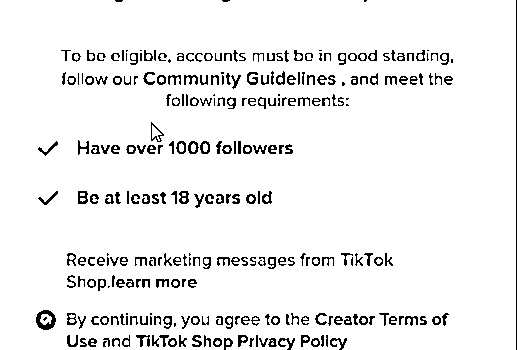 To be eligible, accounts must be in good standing,
follow our Community Guidelines , and meet the
following requirements:
Have over 1000 followers
Be at least 18 years old
Receive marketing messages from TikTok
Shop.learn more
By continuing, you agree to the Creator Terms of
Use and TikTok Shop Privacy Policy